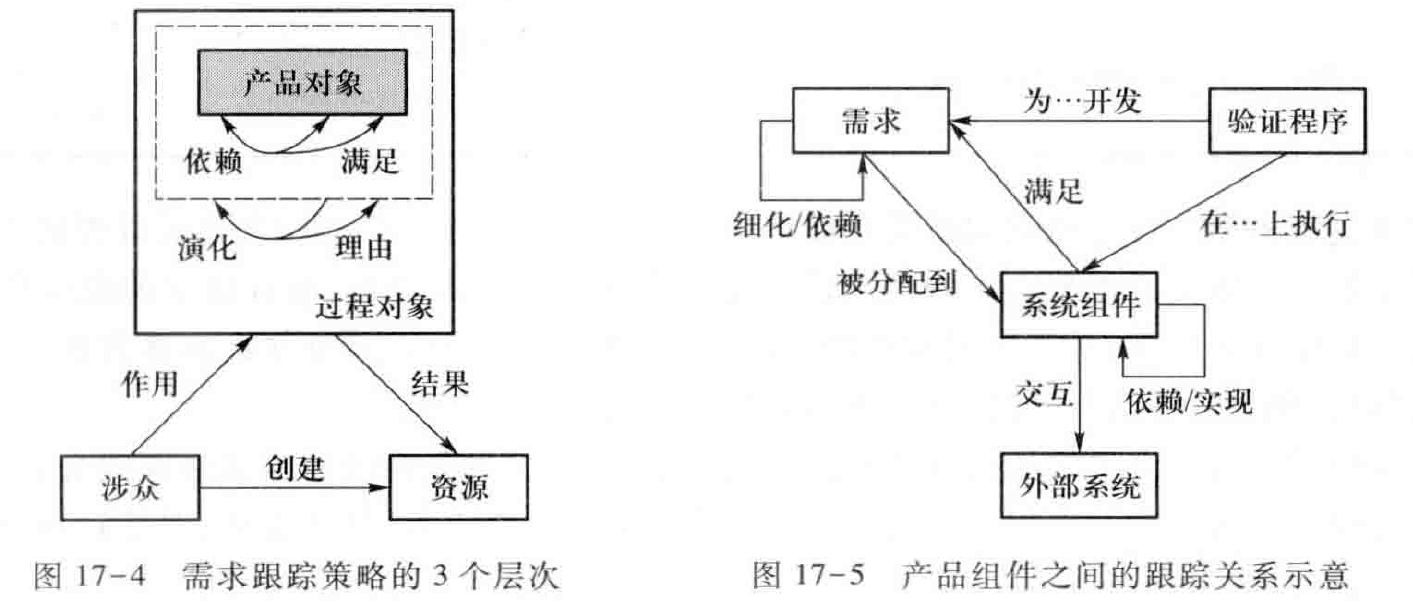 产品对象
依赖
满足
演化
理由
过程对象
作用
结果
涉众
创建
资源
图 17-4 需求跟踪策略的 3 个层次
需求
为…开发
验证程序
细化/依赖
满足
在…上执行
被分配到
系统组件
交互
依赖/实现
外部系统
图 17-5 产品组件之间的跟踪关系示意